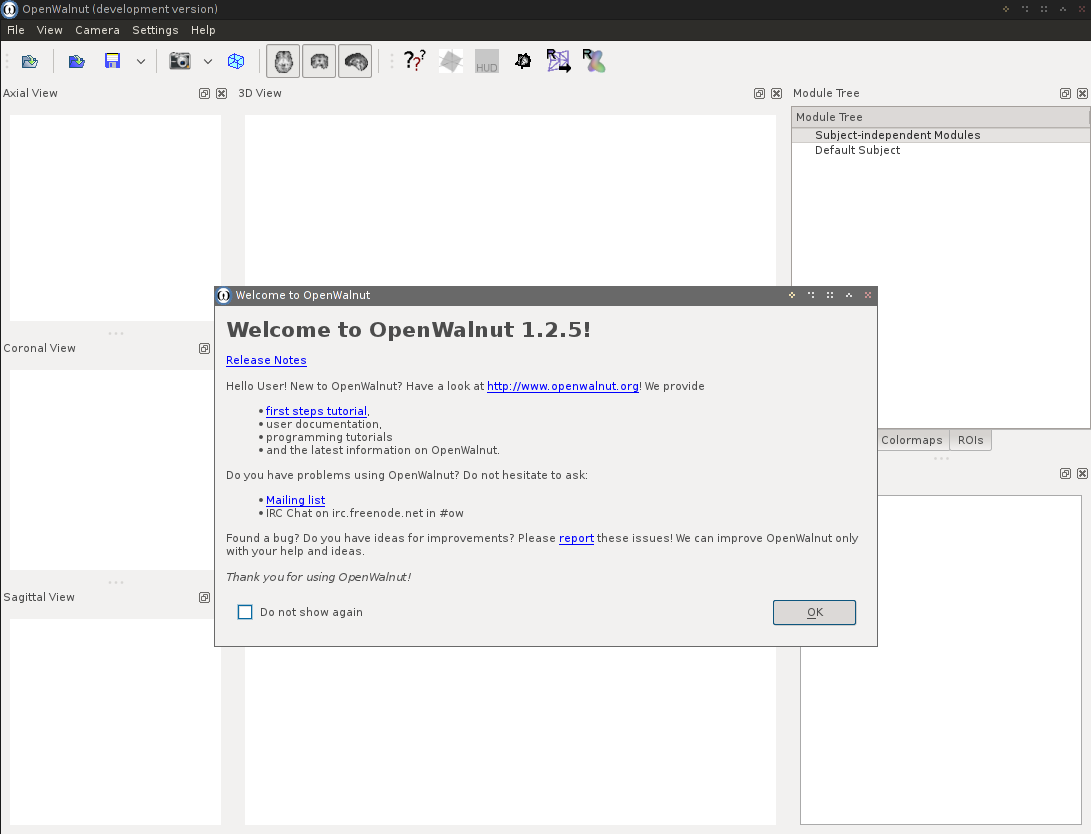 OpenWalnut (development version)
File View Camera Settings Help
???
HUD
R
R
Axial View
3D View
Module Tree
Module Tree
Subject-independent Modules
Default Subject
Welcome to OpenWalnut
Welcome to OpenWalnut 1.2.5!
Release Notes
Hello User! New to OpenWalnut? Have a look at http://www.openwalnut.org! We provide
• first steps tutorial,
• user documentation,
• programming tutorials
• and the latest information on OpenWalnut.
Do you have problems using OpenWalnut? Do not hesitate to ask:
• Mailing list
• IRC Chat on irc.freenode.net in #ow
Found a bug? Do you have ideas for improvements? Please report these issues! We can improve OpenWalnut only
with your help and ideas.
Thank you for using OpenWalnut!
Do not show again
OK
Coronal View
Colormaps
ROIs
Sagittal View